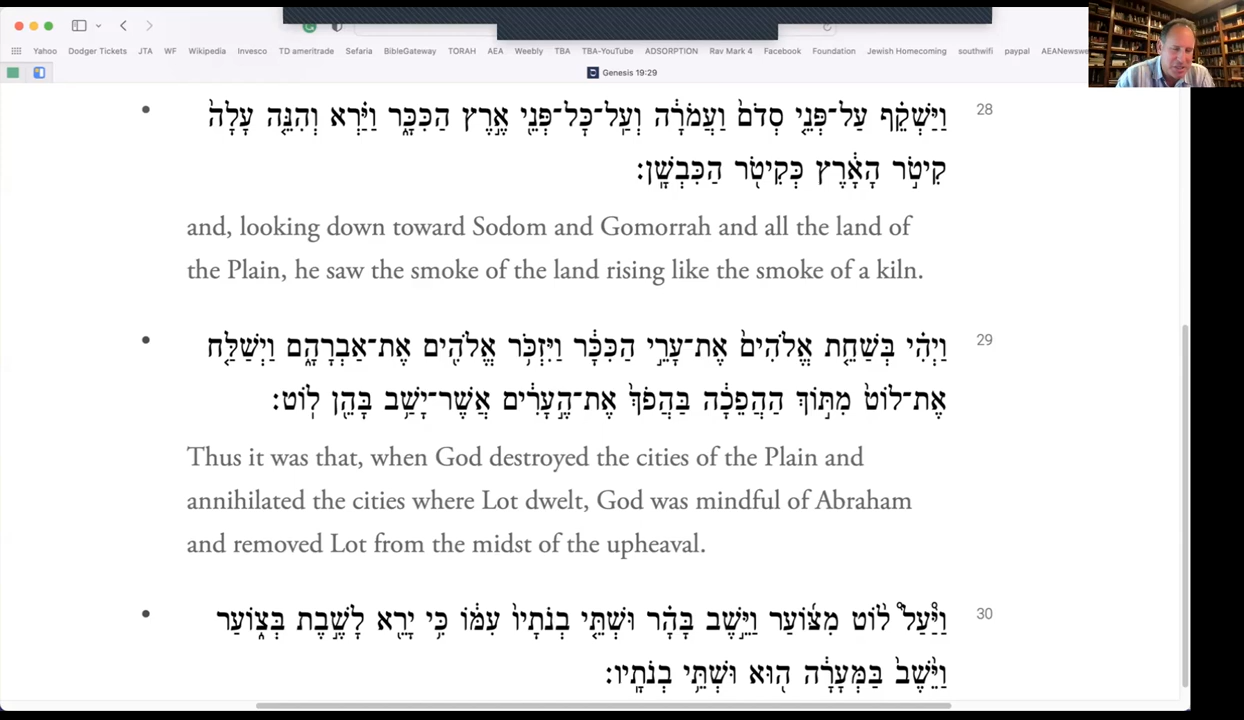 Yahoo Dodger Tickets JTA WF Wikipedia Invesco TD ameritrade Sefaria BibleGateway TORAH AEA Weebly TBA TBA-YouTube ADSORPTION Rav Mark 4 Facebook Foundation Jewish Homecoming southwifi paypal AEANewswe
Genesis 19:29
28
וַיַּשְׁקֵ֗ף עַל־פְּנֵ֤י סְדֹם֙ וַעֲמֹרָ֔ה וְעַֽל־כׇּל־פְּנֵ֖י אֶ֣רֶץ הַכִּכָּ֑ר וַיַּ֗רְא וְהִנֵּ֤ה עָלָה֙
קִיטֹ֣ר הָאָ֔רֶץ כְּקִיטֹ֖ר הַכִּבְשָֽׁן׃
and, looking down toward Sodom and Gomorrah and all the land of
the Plain, he saw the smoke of the land rising like the smoke of a kiln.
29
וַיְהִ֗י בְּשַׁחֵ֤ת אֱלֹהִים֙ אֶת־עָרֵ֣י הַכִּכָּ֔ר וַיִּזְכֹּ֥ר אֱלֹהִ֖ים אֶת־אַבְרָהָ֑ם וַיְשַׁלַּ֤ח
אֶת־לוֹט֙ מִתּ֣וֹךְ הַהֲפֵכָ֔ה בַּהֲפֹךְ֙ אֶת־הֶ֣עָרִ֔ים אֲשֶׁר־יָשַׁ֥ב בָּהֵ֖ן לֽוֹט׃
Thus it was that, when God destroyed the cities of the Plain and
annihilated the cities where Lot dwelt, God was mindful of Abraham
and removed Lot from the midst of the upheaval.
30
וַיַּ֩עַל֩ ל֨וֹט מִצּ֜וֹעַר וַיֵּ֣שֶׁב בָּהָ֗ר וּשְׁתֵּ֤י בְנֹתָיו֙ עִמּ֔וֹ כִּ֥י יָרֵ֖א לָשֶׁ֣בֶת בְּצ֑וֹעַר
וַיֵּ֙שֶׁב֙ בַּמְּעָרָ֔ה ה֖וּא וּשְׁתֵּ֥י בְנֹתָֽיו׃